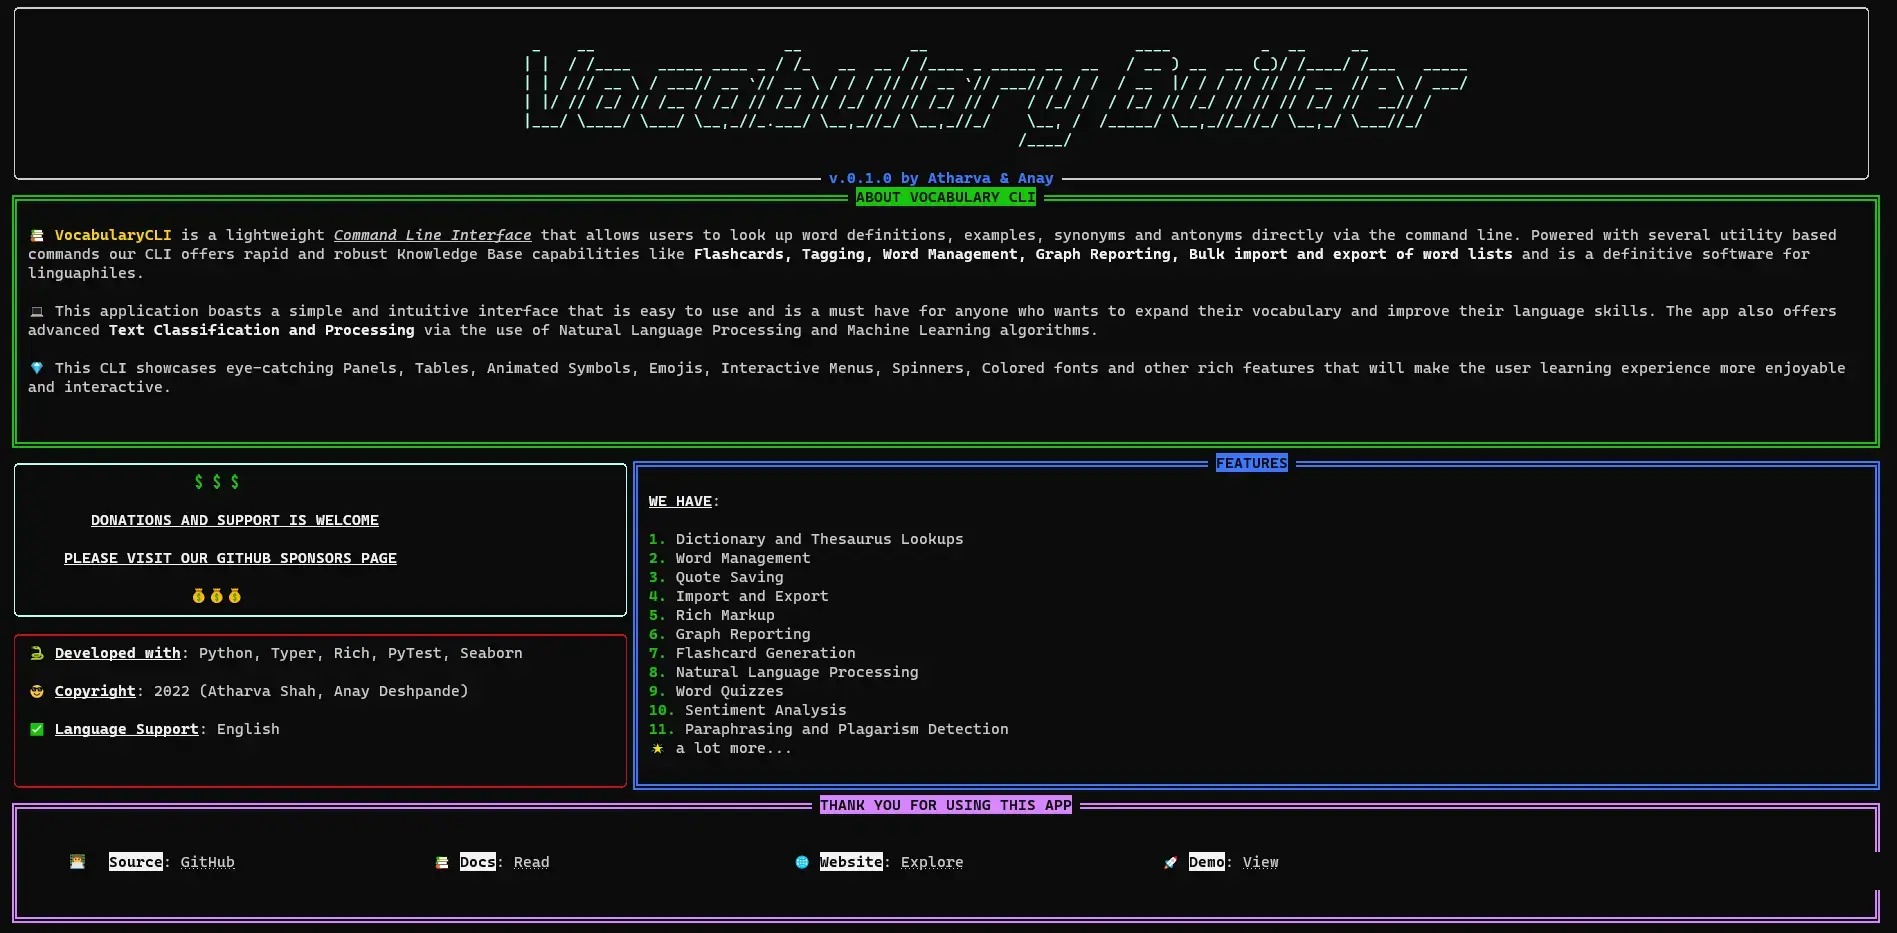 Vocabulary Builder
v.0.1.0 by Atharva & Anay
ABOUT VOCABULARY CLI
VocabularyCLI is a lightweight Command Line Interface that allows users to look up word definitions, examples, synonyms and antonyms directly via the command line. Powered with several utility based
commands our CLI offers rapid and robust Knowledge Base capabilities like Flashcards, Tagging, Word Management, Graph Reporting, Bulk import and export of word lists and is a definitive software for
linguaphiles.
This application boasts a simple and intuitive interface that is easy to use and is a must have for anyone who wants to expand their vocabulary and improve their language skills. The app also offers
advanced Text Classification and Processing via the use of Natural Language Processing and Machine Learning algorithms.
This CLI showcases eye-catching Panels, Tables, Animated Symbols, Emojis, Interactive Menus, Spinners, Colored fonts and other rich features that will make the user learning experience more enjoyable
and interactive.
$ $ $
DONATIONS AND SUPPORT IS WELCOME
PLEASE VISIT OUR GITHUB SPONSORS PAGE
Developed with: Python, Typer, Rich, PyTest, Seaborn
Copyright: 2022 (Atharva Shah, Anay Deshpande)
Language Support: English
FEATURES
WE HAVE:
1. Dictionary and Thesaurus Lookups
2. Word Management
3. Quote Saving
4. Import and Export
5. Rich Markup
6. Graph Reporting
7. Flashcard Generation
8. Natural Language Processing
9. Word Quizzes
10. Sentiment Analysis
11. Paraphrasing and Plagarism Detection
a lot more...
THANK YOU FOR USING THIS APP
Source: GitHub
Docs: Read
Website: Explore
Demo: View